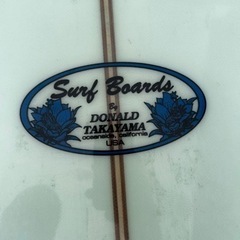 Surf Boards
By
DONALD
TAKAYAMA
oceanside, california
USA